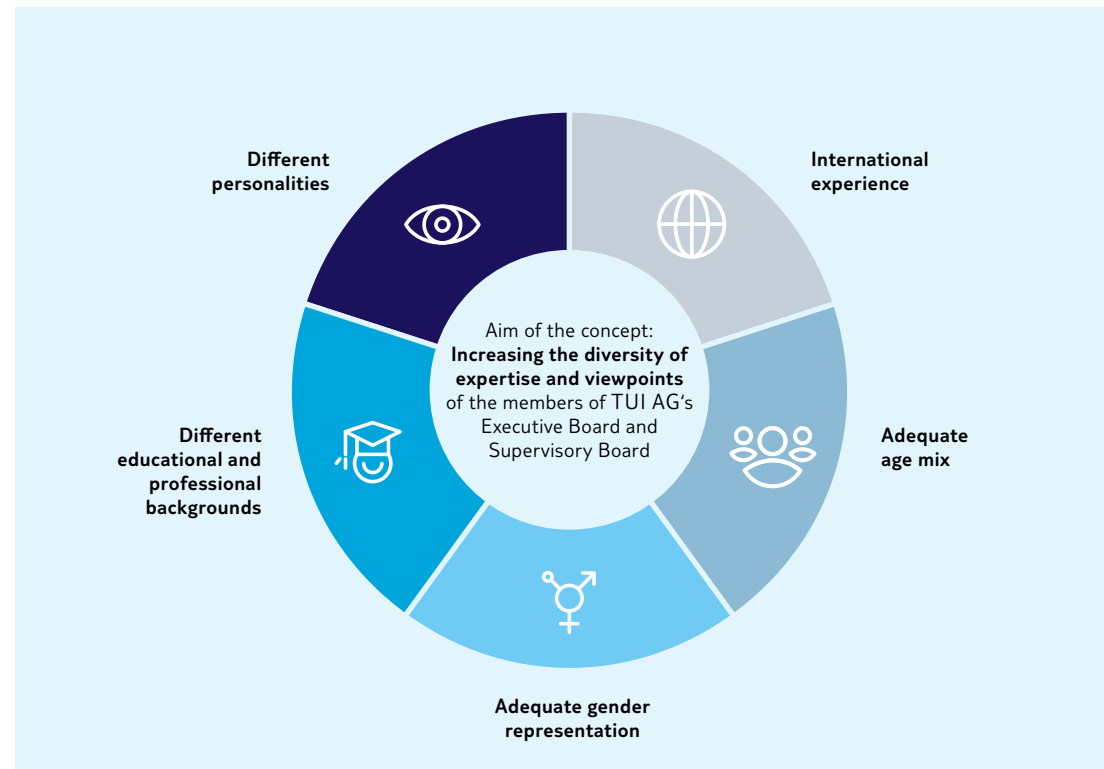 Different
personalities
International
experience
Aim of the concept:
Increasing the diversity of
expertise and viewpoints
of the members of TUI AG‘s
Executive Board and
Supervisory Board
Different
educational and
professional
backgrounds
Adequate
age mix
Adequate gender
representation